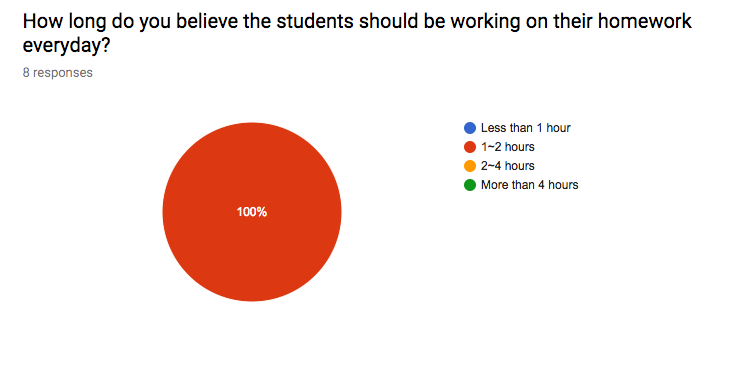 How long do you believe the students should be working on their homework
everyday?
8 responses
100%
Less than 1 hour
1~2 hours
2~4 hours
More than 4 hours